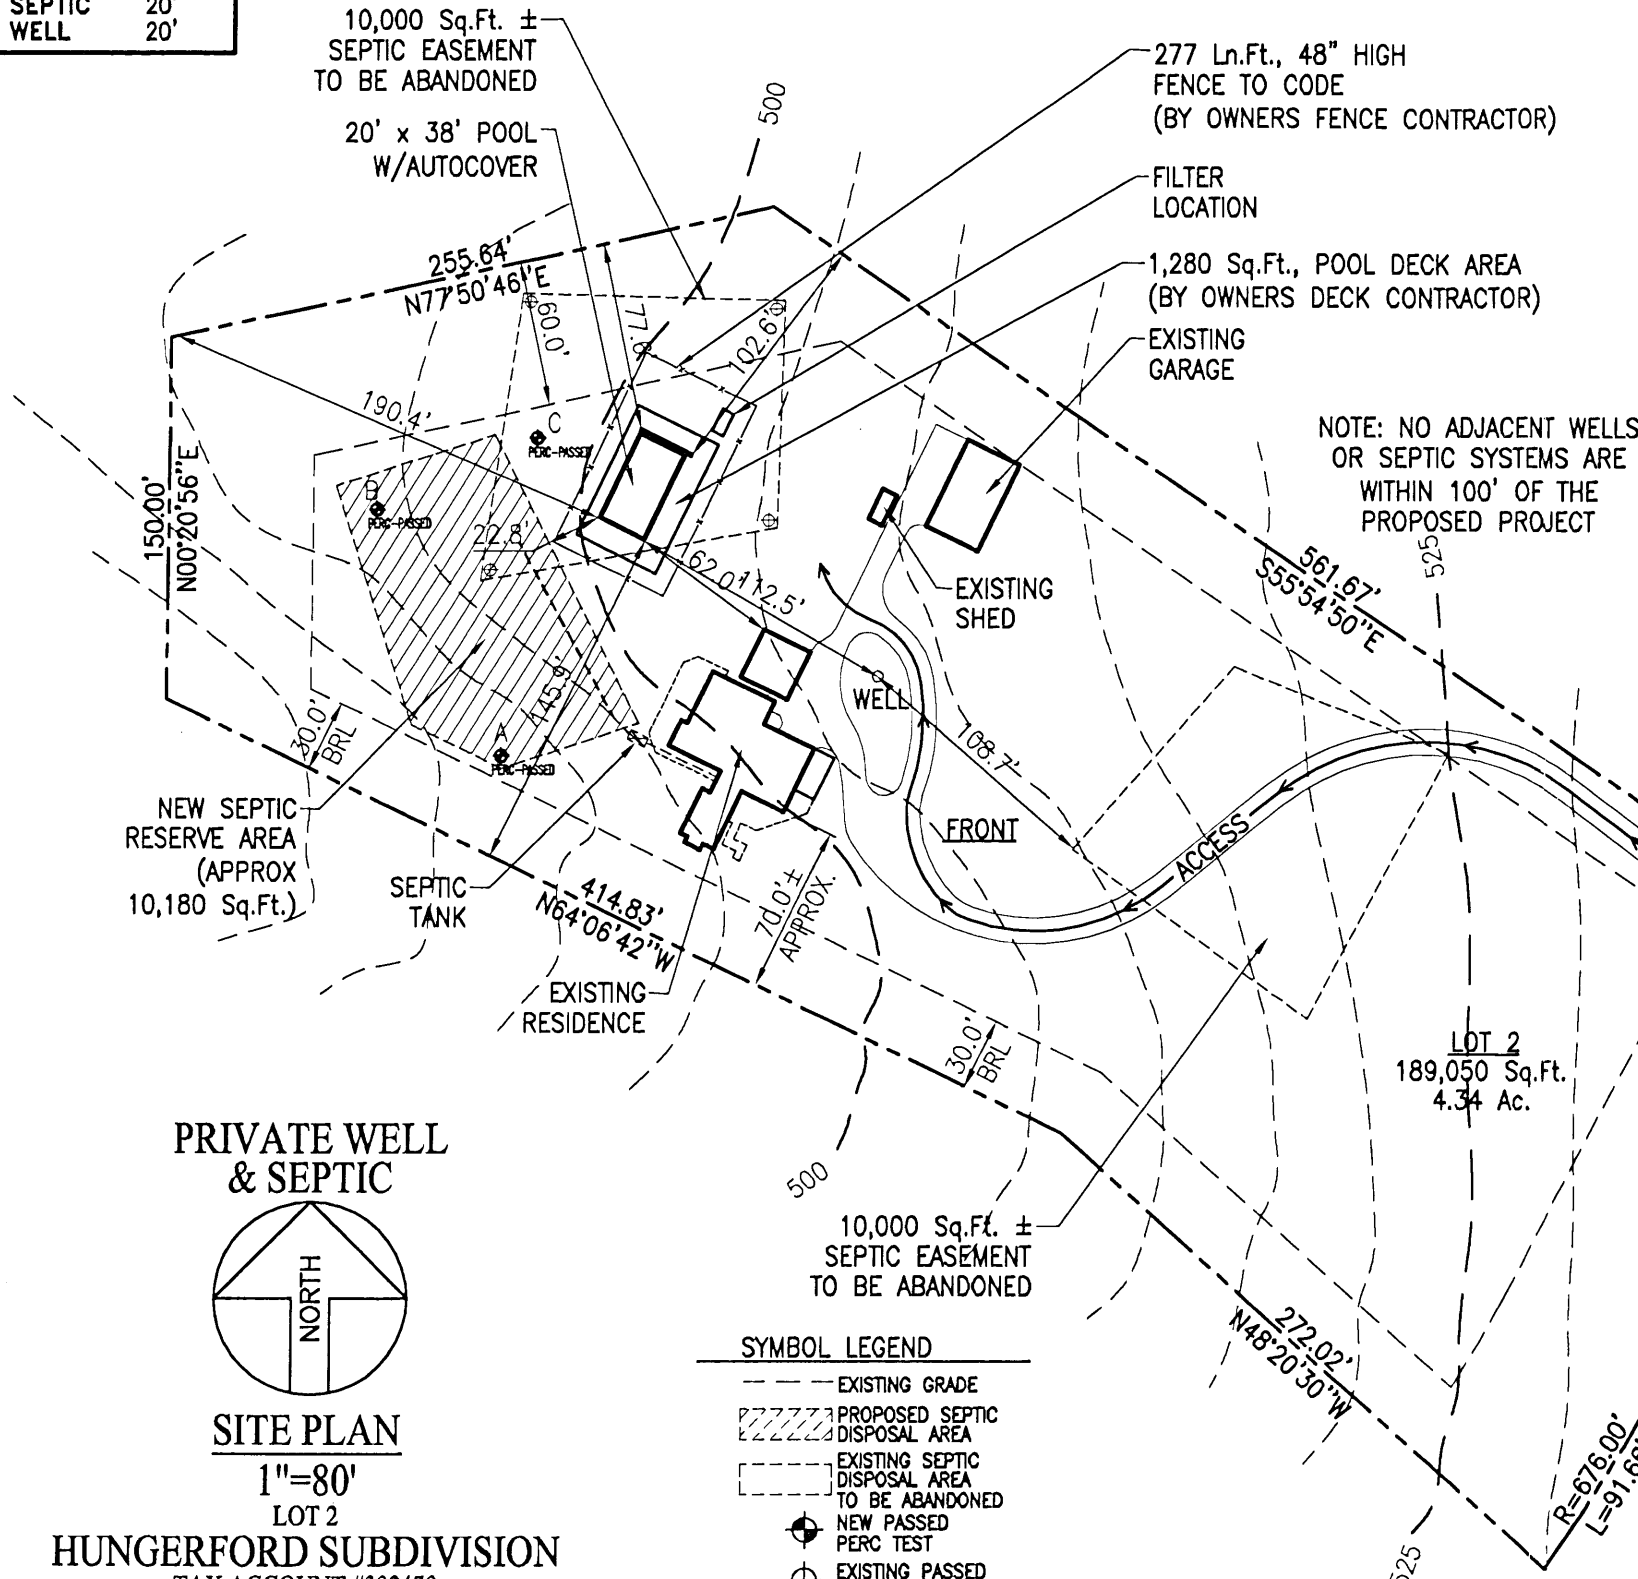 SEPTIC 20'
WELL 20'
10,000 Sq.Ft. ±
SEPTIC EASEMENT
TO BE ABANDONED
20' x 38' POOL
W/AUTOCOVER
500
277 Ln.Ft., 48" HIGH
FENCE TO CODE
(BY OWNERS FENCE CONTRACTOR)
FILTER
LOCATION
1,280 Sq.Ft., POOL DECK AREA
(BY OWNERS DECK CONTRACTOR)
EXISTING
GARAGE
NOTE: NO ADJACENT WELLS
OR SEPTIC SYSTEMS ARE
WITHIN 100' OF THE
PROPOSED PROJECT
255.64'
N77°50'46"E
60.0'
102.6'
190.4'
C
PERC-PASSED
B
PERC-PASSED
150.00'
N00°20'56"E
22.8'
62.0'
112.5'
EXISTING
SHED
561.67'
S55°54'50"E
525
WELL
145.9'
108.7'
30.0'
BRL
A
PERC-PASSED
NEW SEPTIC
RESERVE AREA
(APPROX
10,180 Sq.Ft.)
SEPTIC
TANK
FRONT
ACCESS
414.83'
N64°06'42"W
70.0'±
APPROX.
EXISTING
RESIDENCE
30.0'
BRL
LOT 2
189,050 Sq.Ft.
4.34 Ac.
500
10,000 Sq.Ft. ±
SEPTIC EASEMENT
TO BE ABANDONED
272.02'
N48°20'30"W
R=676.00'
525
PRIVATE WELL
& SEPTIC
NORTH
SITE PLAN
1"=80'
LOT 2
HUNGERFORD SUBDIVISION
SYMBOL LEGEND
EXISTING GRADE
PROPOSED SEPTIC
DISPOSAL AREA
EXISTING SEPTIC
DISPOSAL AREA
TO BE ABANDONED
NEW PASSED
PERC TEST
EXISTING PASSED